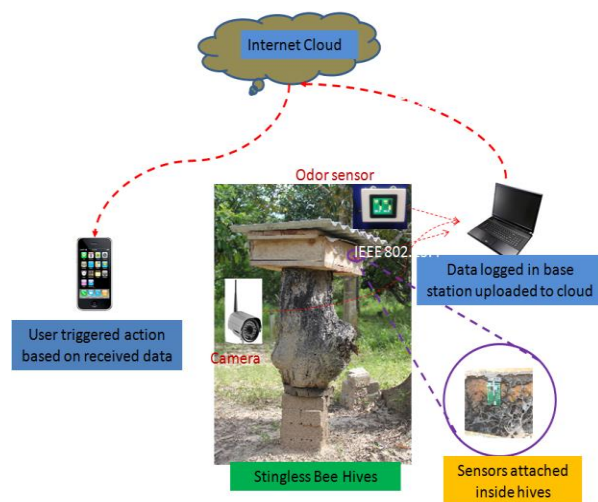 Internet Cloud
Odor sensor
IEEE 802.
Data logged in base
station uploaded to cloud
User triggered action
based on received data
Camera
Stingless Bee Hives
Sensors attached
inside hives